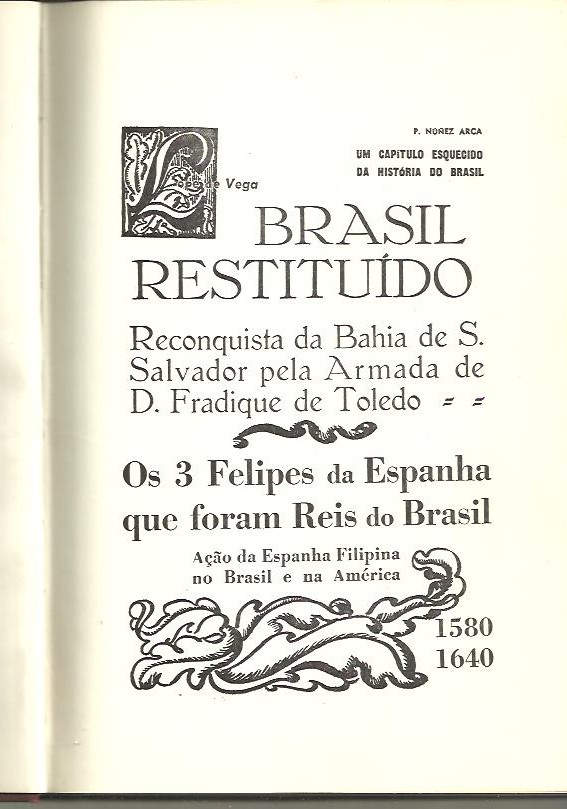 P. NÚÑEZ ARCA
UM CAPÍTULO ESQUECIDO
DA HISTÓRIA DO BRASIL
Lope de Vega
BRASIL
RESTITUÍDO
Reconquista da Bahia de S.
Salvador pela Armada de
D. Fradique de Toledo
Os 3 Felipes da Espanha
que foram Reis do Brasil
Ação da Espanha Filipina
no Brasil e na América
1580
1640